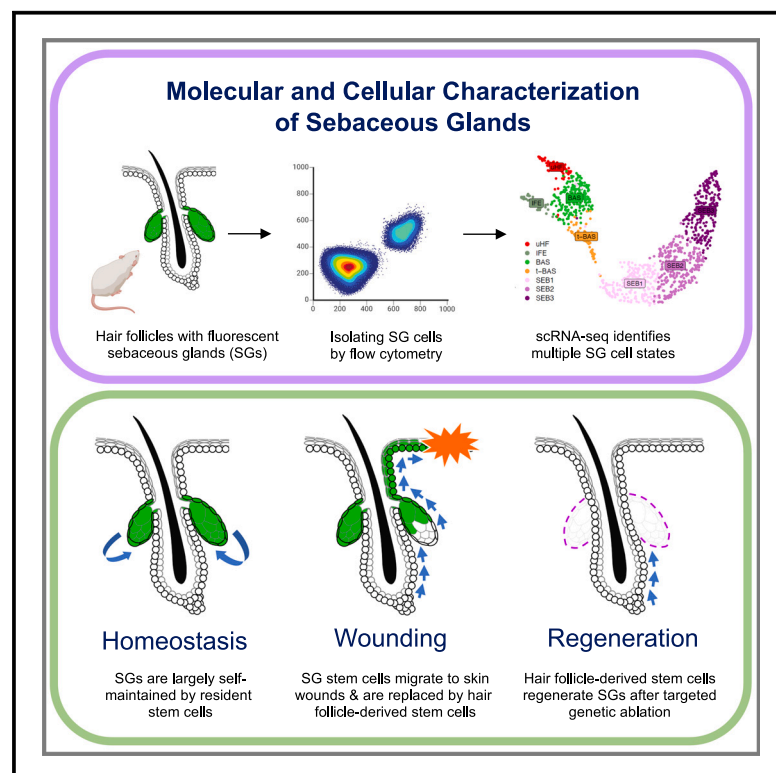 Molecular and Cellular Characterization
of Sebaceous Glands
1000
800
600
400
200
0
0 200 400 600 800 1000
uHF
IFE
BAS
t-BAS
SEB1
SEB2
uHF
IFE
BAS
t-BAS
SEB1
SEB2
SEB3
Hair follicles with fluorescent
sebaceous glands (SGs)
Isolating SG cells
by flow cytometry
scRNA-seq identifies
multiple SG cell states
Homeostasis
SGs are largely self-
maintained by resident
stem cells
Wounding
SG stem cells migrate to skin
wounds & are replaced by hair
follicle-derived stem cells
Regeneration
Hair follicle-derived stem cells
regenerate SGs after targeted
genetic ablation